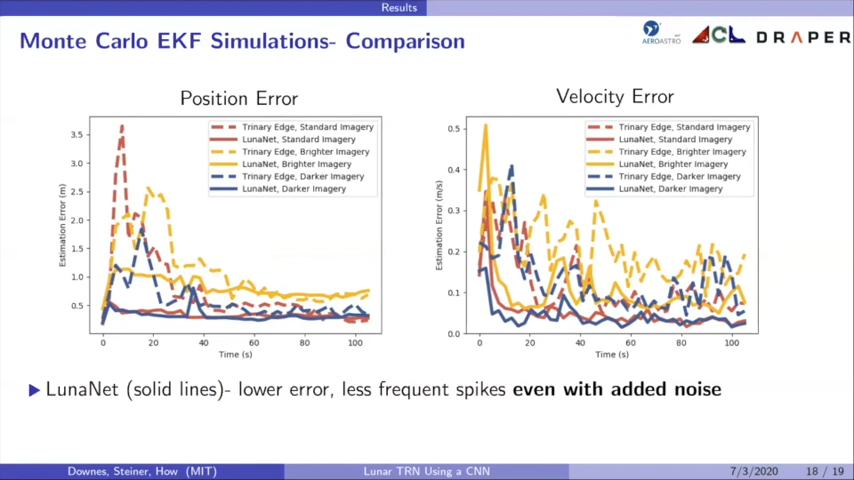 Results
Monte Carlo EKF Simulations- Comparison
AEROASTRO
ACL
DRAPER
Position Error
Velocity Error
Trinary Edge, Standard Imagery
LunaNet, Standard Imagery
Trinary Edge, Brighter Imagery
LunaNet, Brighter Imagery
Trinary Edge, Darker Imagery
LunaNet, Darker Imagery
Estimation Error (m)
3.5
3.0
2.5
2.0
1.5
1.0
0.5
0 20 40 60 80 100
Time (s)
Trinary Edge, Standard Imagery
LunaNet, Standard Imagery
Trinary Edge, Brighter Imagery
LunaNet, Brighter Imagery
Trinary Edge, Darker Imagery
LunaNet, Darker Imagery
Estimation Error (m/s)
0.5
0.4
0.3
0.2
0.1
0.0
0 20 40 60 80 100
Time (s)
LunaNet (solid lines)- lower error, less frequent spikes even with added noise
Downes, Steiner, How (MIT)
Lunar TRN Using a CNN
7/3/2020
18 / 19